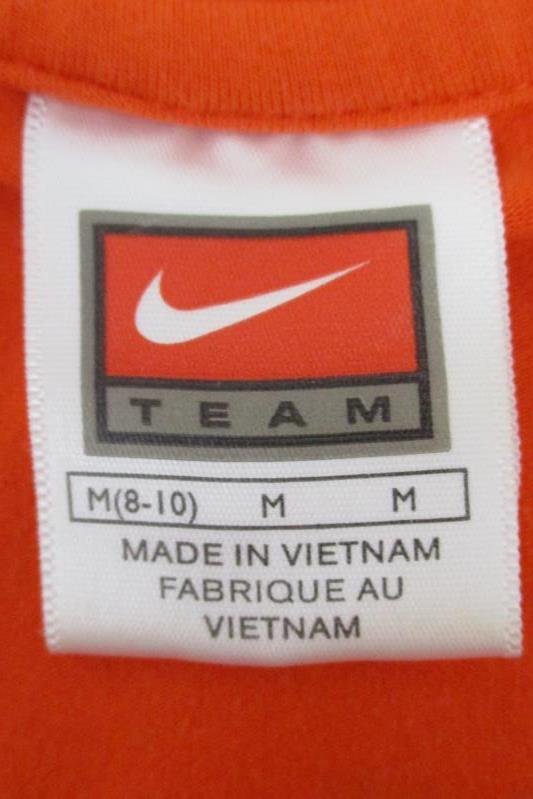 TEAM
M(8-10) M M
MADE IN VIETNAM
FABRIQUE AU
VIETNAM